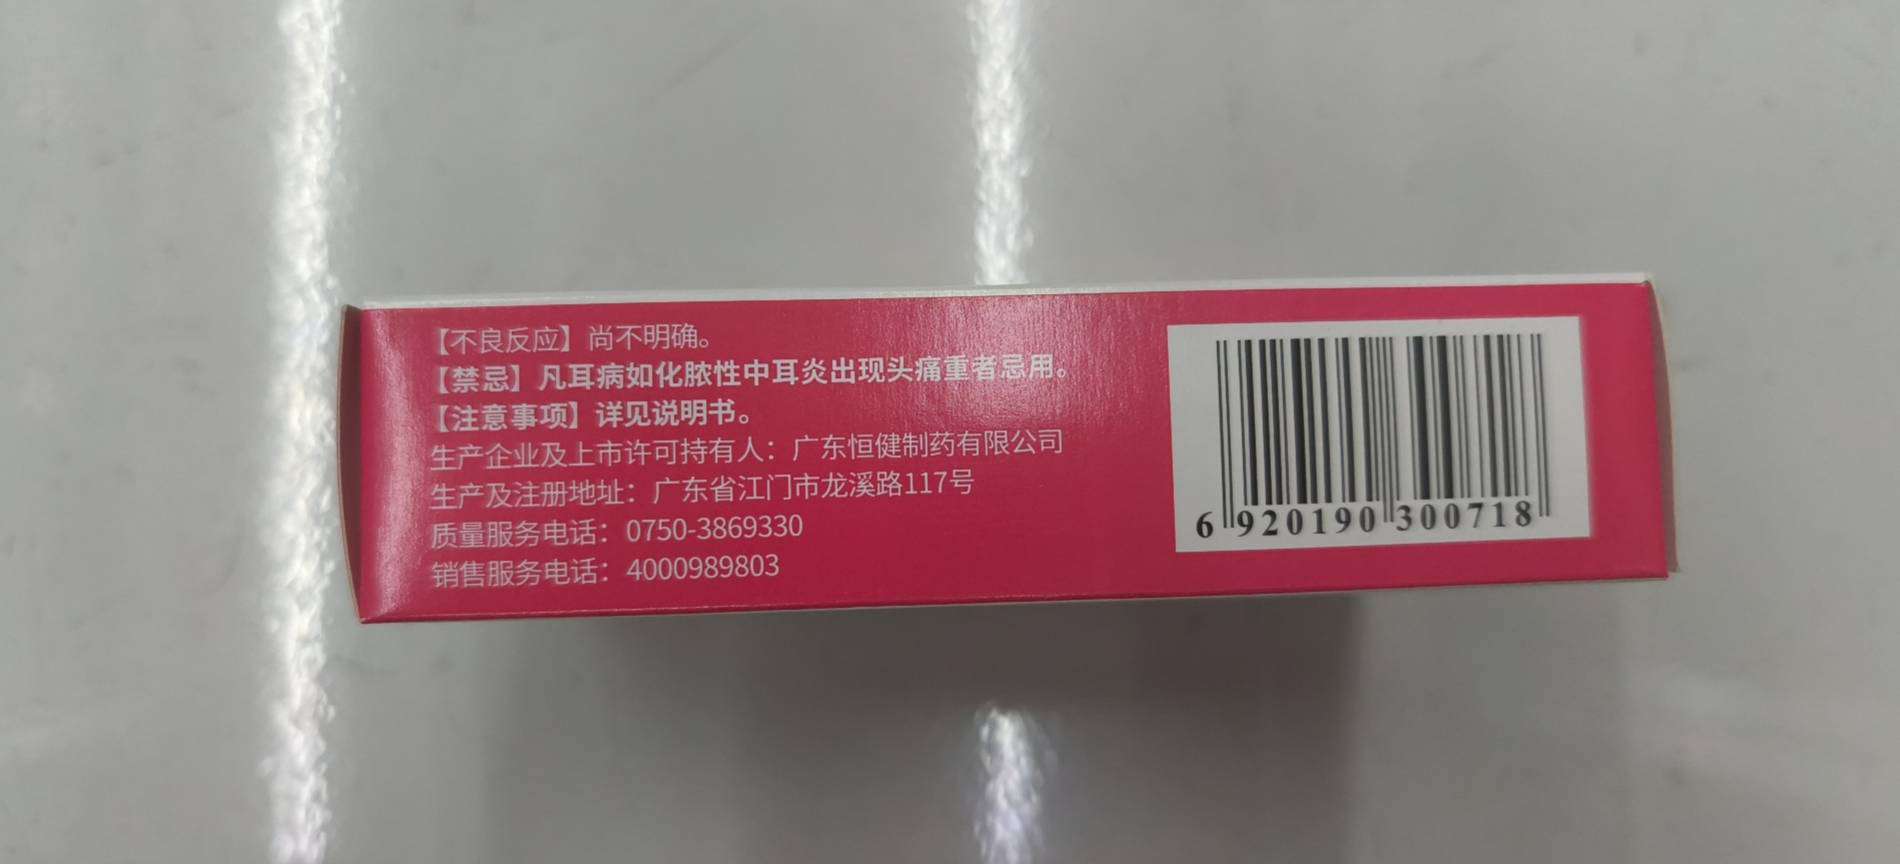 【不良反应】尚不明确。
【禁忌】凡耳病如化脓性中耳炎出现头痛重者忌用。
【注意事项】详见说明书。
生产企业及上市许可持有人：广东恒健制药有限公司
生产及注册地址：广东省江门市龙溪路117号
质量服务电话：0750-3869330
销售服务电话：4000989803
6 920190 300718